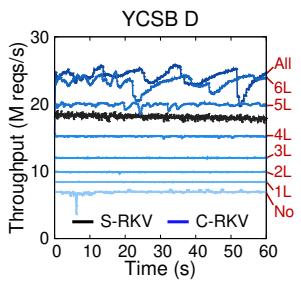 YCSB D
Throughput (M reqs/s)
30
20
10
0
All
6L
5L
4L
3L
2L
1L
No
S-RKV C-RKV
0 10 20 30 40 50 60
Time (s)